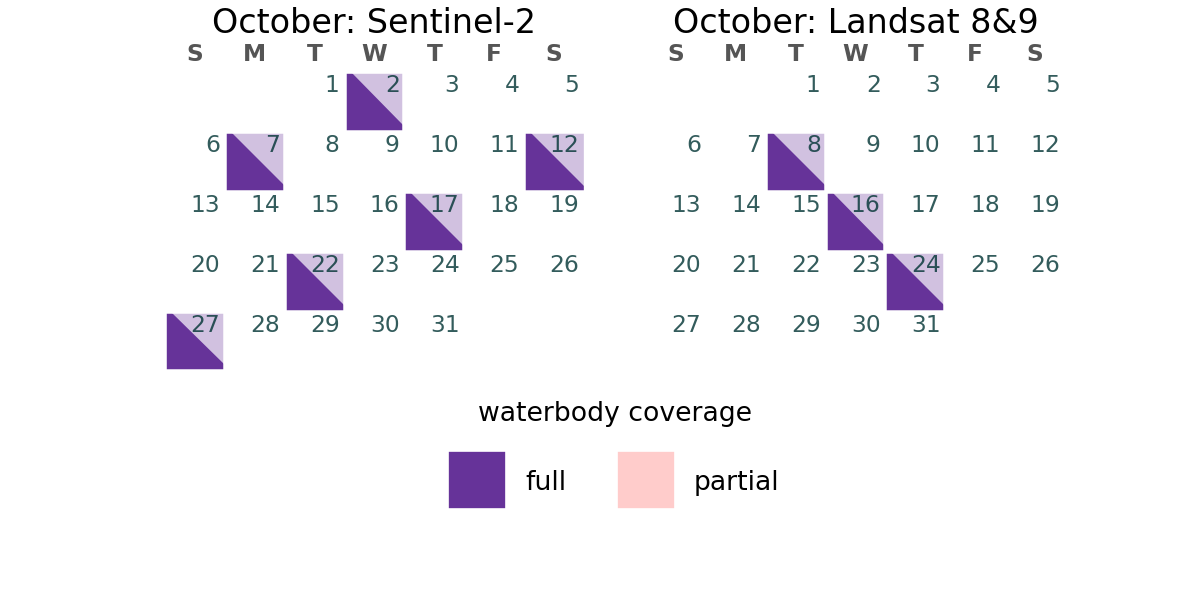 October: Sentinel-2
S M T W T F S
1 2 3 4 5
6 7 8 9 10 11 12
13 14 15 16 17 18 19
20 21 22 23 24 25 26
27 28 29 30 31
October: Landsat 8&9
S M T W T F S
1 2 3 4 5
6 7 8 9 10 11 12
13 14 15 16 17 18 19
20 21 22 23 24 25 26
27 28 29 30 31
waterbody coverage
full partial